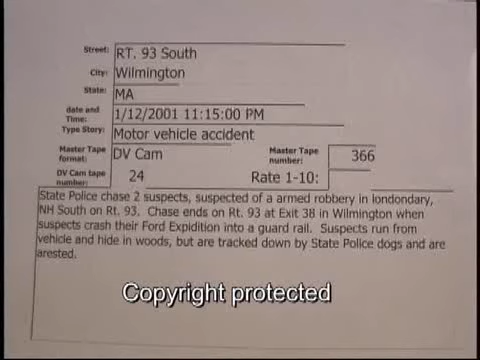 Street: RT. 93 South
City: Wilmington
State: MA
date and Time: 1/12/2001 11:15:00 PM
Type Story: Motor vehicle accident
Master Tape format: DV Cam Master Tape number: 366
DV Cam tape number: 24 Rate 1-10:
State Police chase 2 suspects, suspected of a armed robbery in londondary,
NH South on Rt. 93. Chase ends on Rt. 93 at Exit 38 in Wilmington when
suspects crash their Ford Expidition into a guard rail. Suspects run from
vehicle and hide in woods, but are tracked down by State Police dogs and are
arested.
Copyright protected